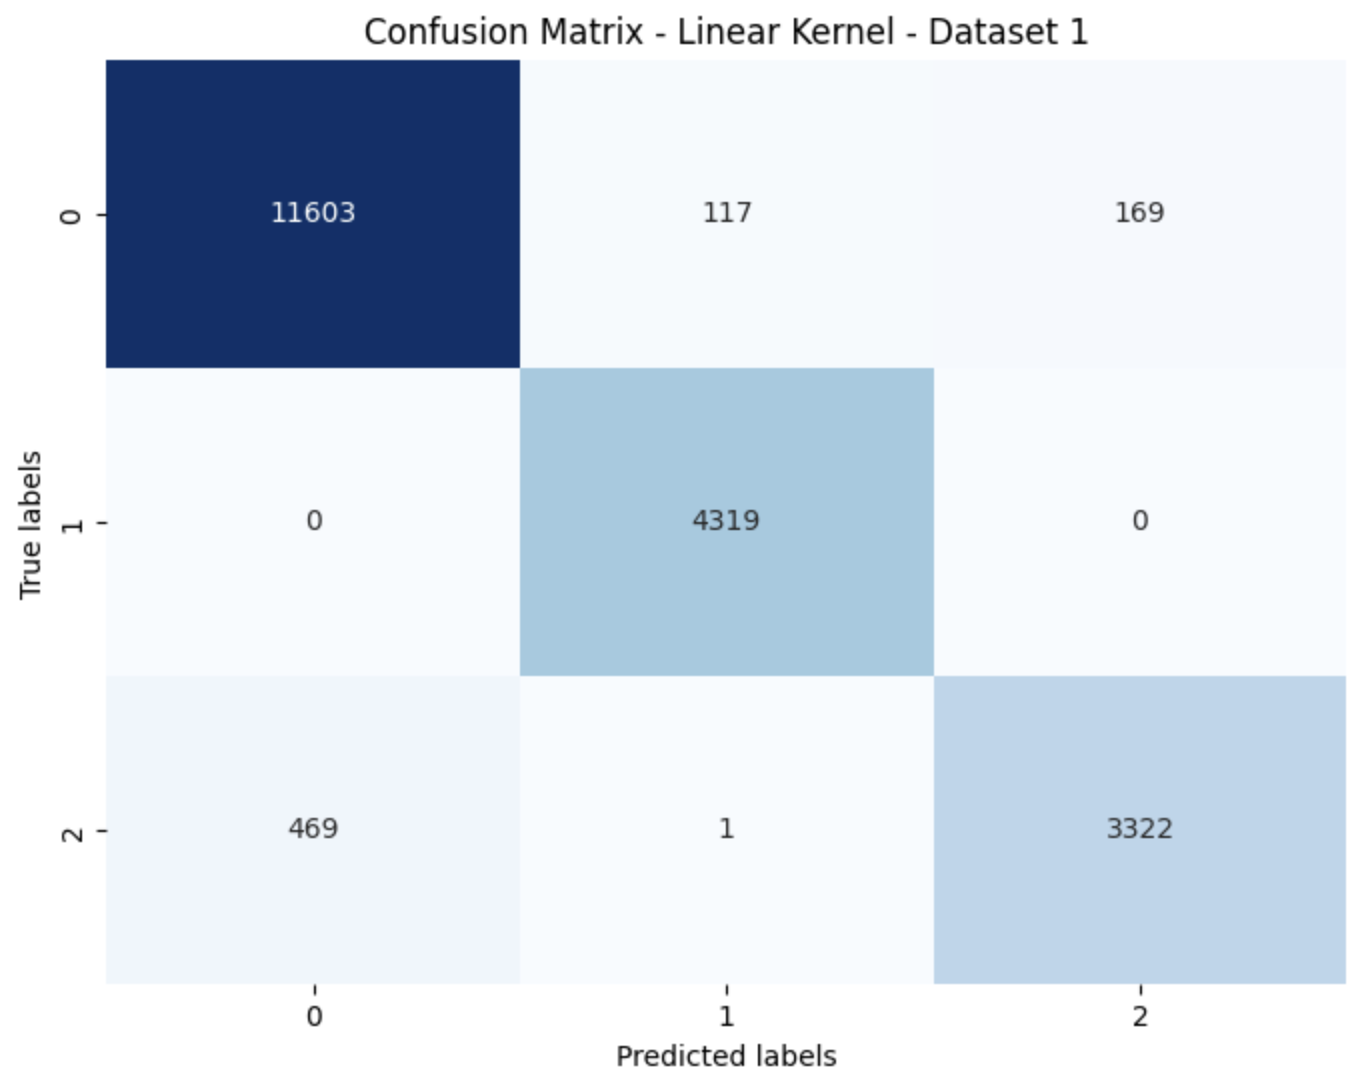 Confusion Matrix - Linear Kernel - Dataset 1
True labels
0 11603 117 169
1 0 4319 0
2 469 1 3322
0 1 2
Predicted labels